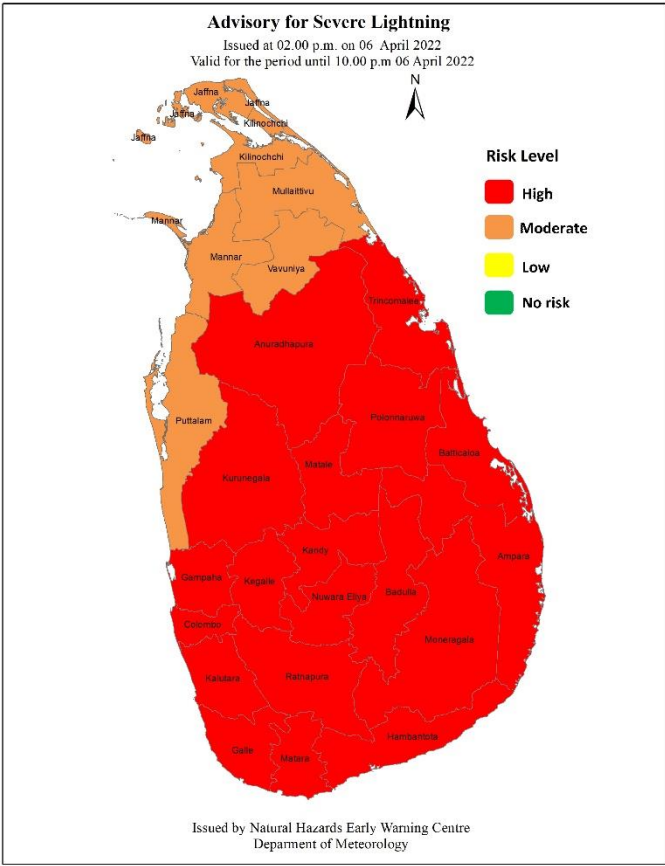 Advisory for Severe Lightning
Issued at 02.00 p.m. on 06 April 2022
Valid for the period until 10.00 p.m 06 April 2022
N
Jaffna
Jaffna
Jaffna
Kilinochchi
Jaffna
Kilinochchi
Mullaittivu
Mannar
Mannar
Vavuniya
Trincomalee
Anuradhapura
Puttalam
Polonnaruwa
Batticaloa
Matale
Kurunegala
Kandy
Ampara
Gampaha
Kegalle
Nuwara Eliya
Badulla
Colombo
Moneragala
Kalutara
Ratnapura
Hambantota
Galle
Matara
Risk Level
High
Moderate
Low
No risk
Issued by Natural Hazards Early Warning Centre
Deparment of Meteorology